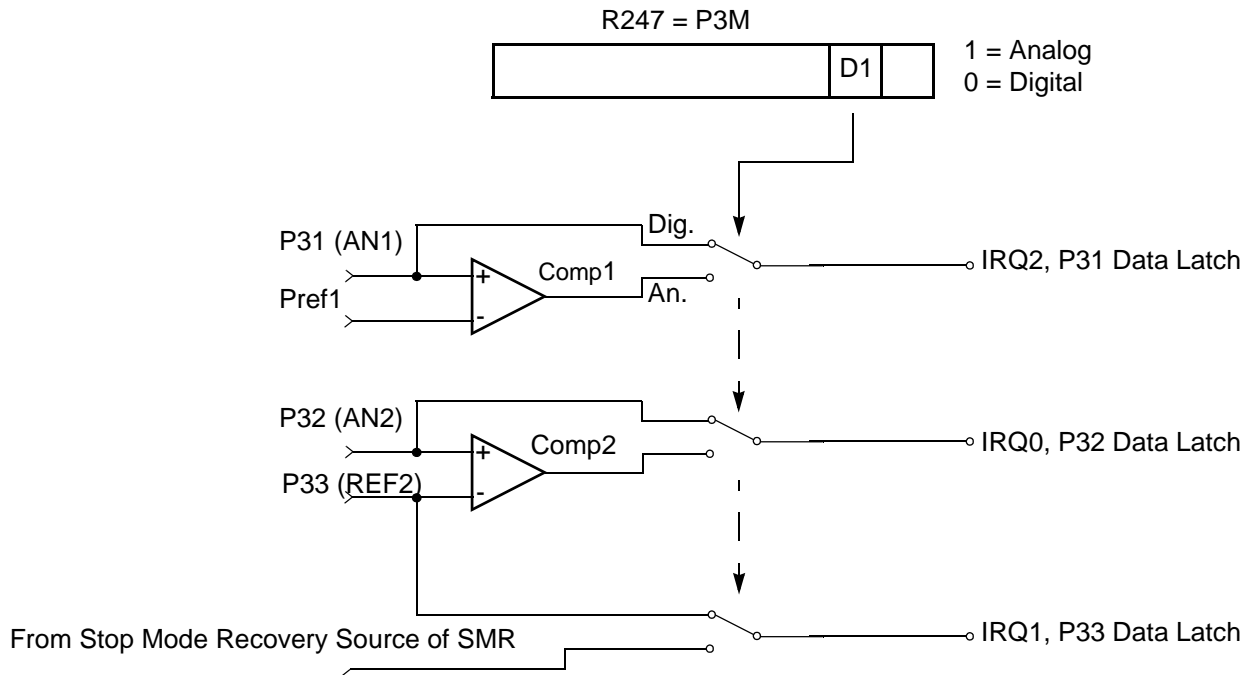 R247 = P3M
D1
1 = Analog
0 = Digital
P31 (AN1)
Dig.
+
Comp1
IRQ2, P31 Data Latch
Pref1
An.
-
P32 (AN2)
+
Comp2
IRQ0, P32 Data Latch
P33 (REF2)
-
From Stop Mode Recovery Source of SMR
IRQ1, P33 Data Latch